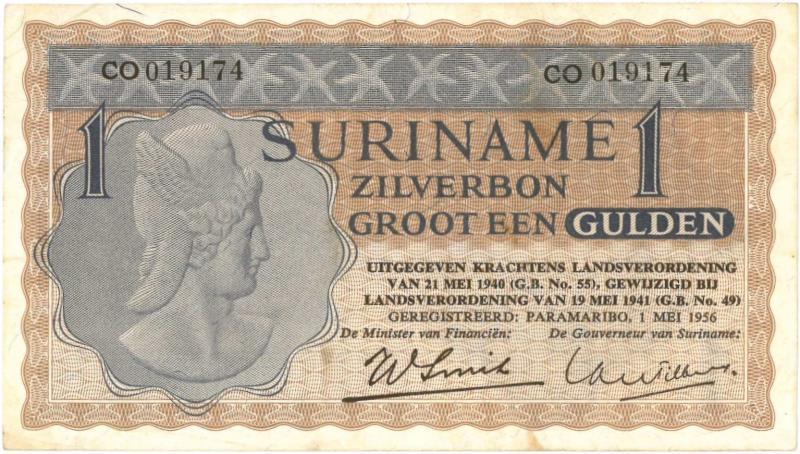 CO 019174 CO 019174
1 SURINAME 1
ZILVERBON
GROOT EEN GULDEN
UITGEGEVEN KRACHTENS LANDSVERORDENING
VAN 21 MEI 1940 (G.B. No. 55), GEWIJZIGD BIJ
LANDSVERORDENING VAN 19 MEI 1941 (G.B. No. 49)
GEREGISTREERD: PARAMARIBO, 1 MEI 1956
De Minister van Financiën: De Gouverneur van Suriname:
W Smit